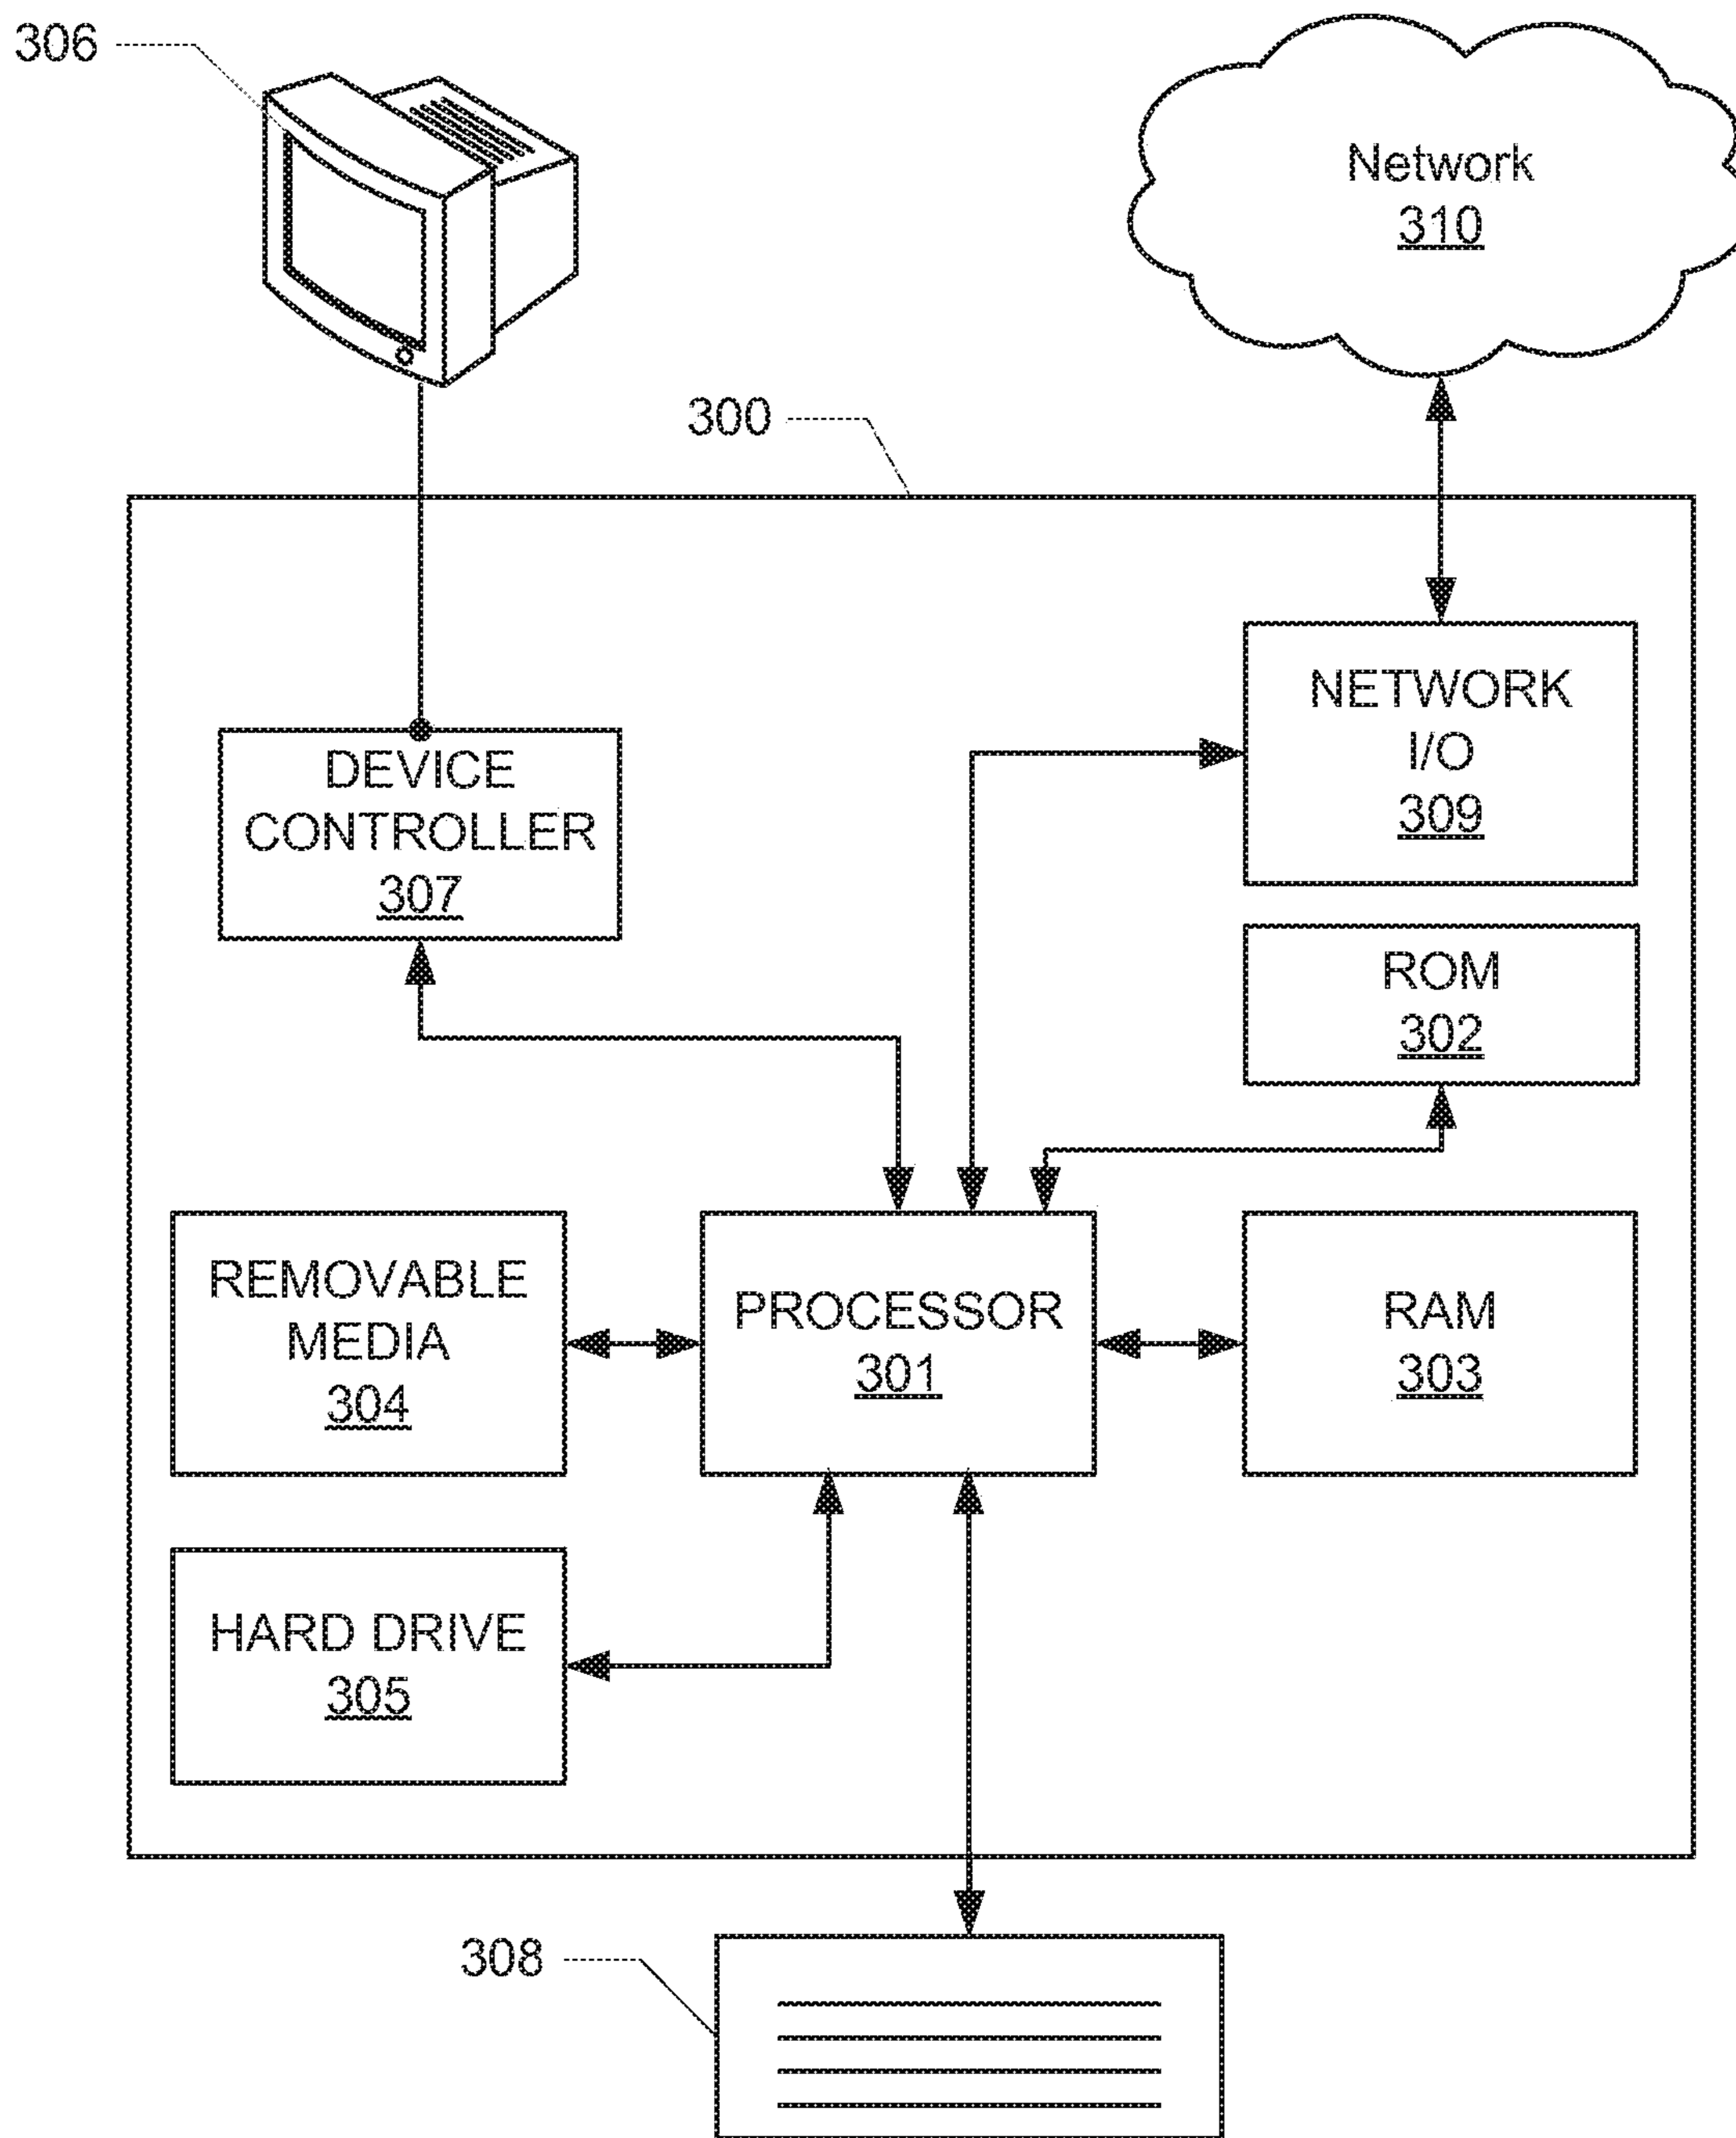 306
Network
310
300
NETWORK
I/O
309
DEVICE
CONTROLLER
307
ROM
302
REMOVABLE
MEDIA
304
PROCESSOR
301
RAM
303
HARD DRIVE
305
308